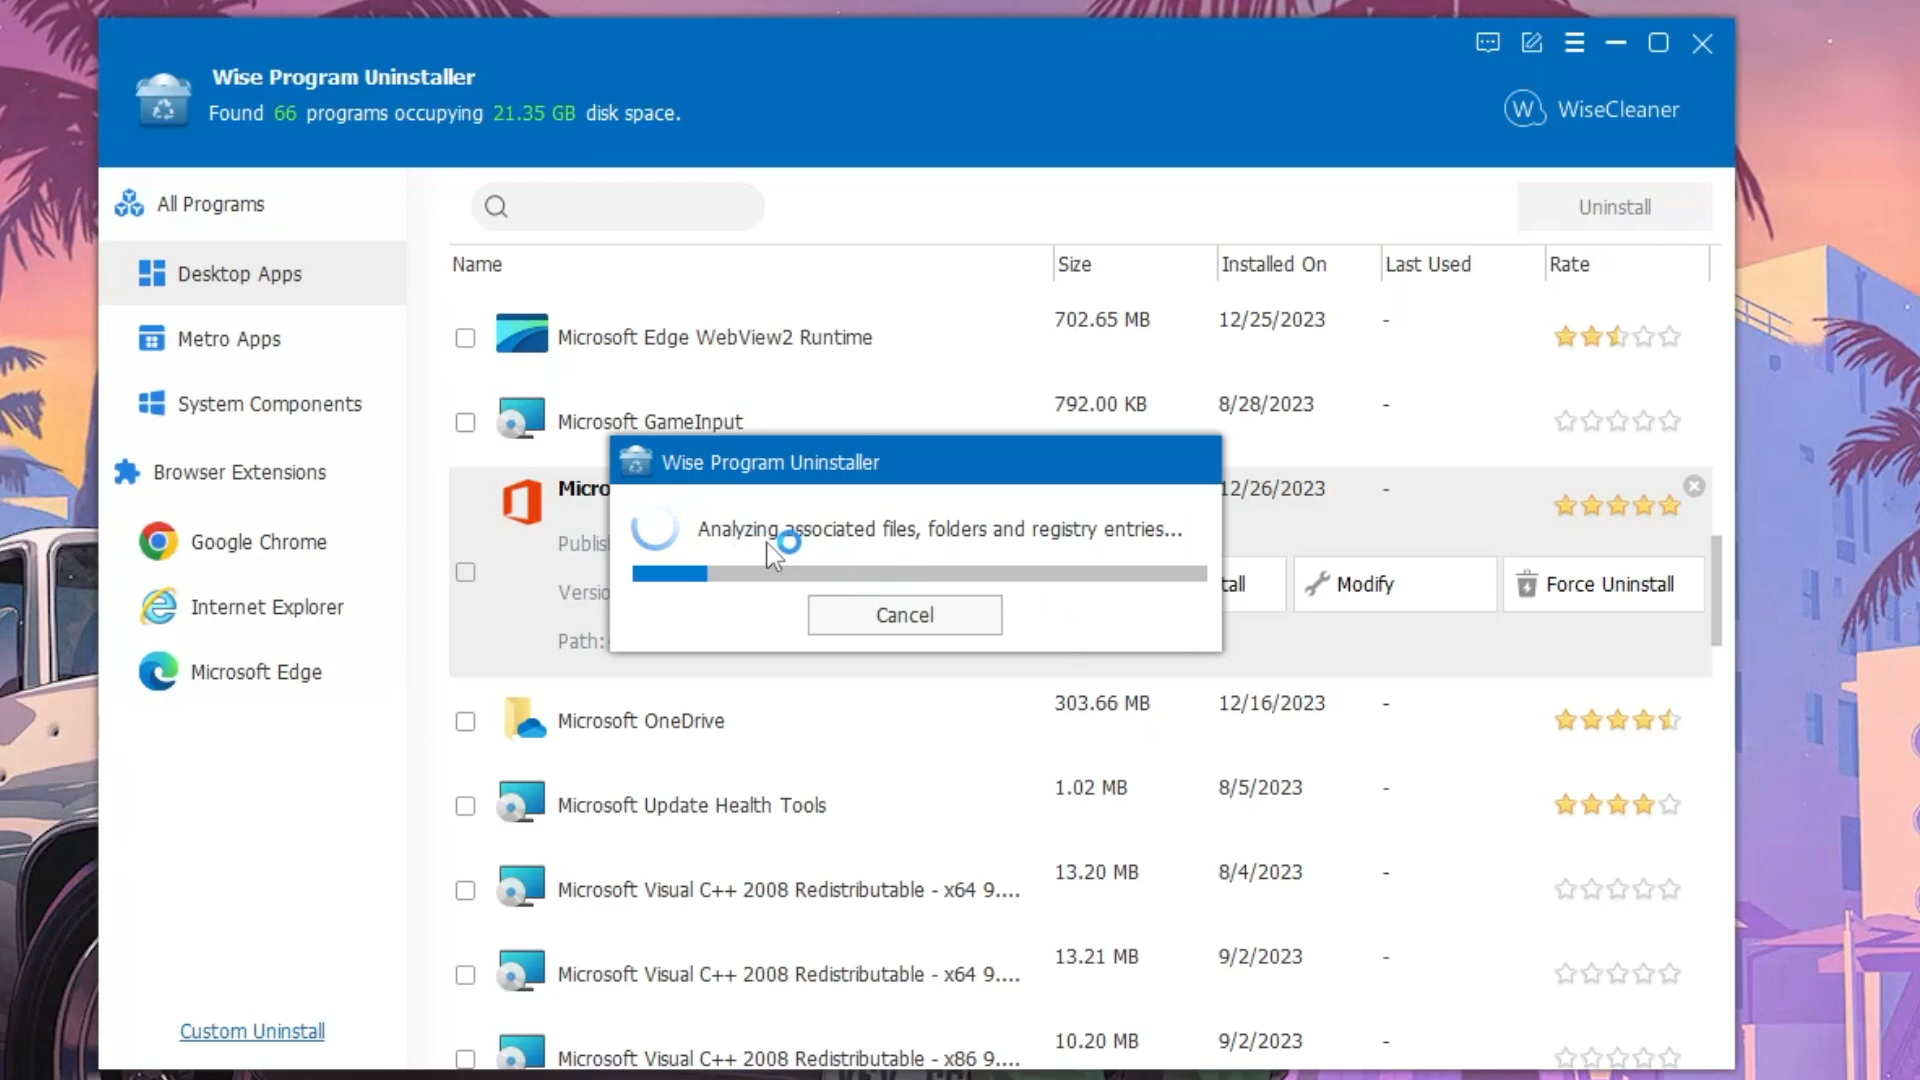 Wise Program Uninstaller
Found 66 programs occupying 21.35 GB disk space.
W WiseCleaner
All Programs
Desktop Apps
Metro Apps
System Components
Browser Extensions
Google Chrome
Internet Explorer
Microsoft Edge
Custom Uninstall
Uninstall
Name Size Installed On Last Used Rate
Microsoft Edge WebView2 Runtime 702.65 MB 12/25/2023 -
Microsoft GameInput 792.00 KB 8/28/2023 -
Micro 12/26/2023 -
Publis
Versio
Path:
tall Modify Force Uninstall
Wise Program Uninstaller
Analyzing associated files, folders and registry entries...
Cancel
Microsoft OneDrive 303.66 MB 12/16/2023 -
Microsoft Update Health Tools 1.02 MB 8/5/2023 -
Microsoft Visual C++ 2008 Redistributable - x64 9.... 13.20 MB 8/4/2023 -
Microsoft Visual C++ 2008 Redistributable - x64 9.... 13.21 MB 9/2/2023 -
Microsoft Visual C++ 2008 Redistributable - x86 9.... 10.20 MB 9/2/2023 -